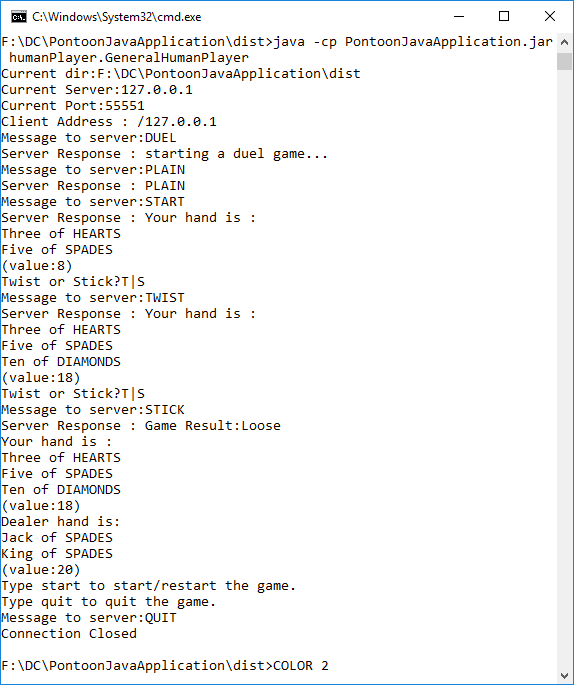 C:\Windows\System32\cmd.exe
F:\DC\PontoonJavaApplication\dist>java -cp PontoonJavaApplication.jar
humanPlayer.GeneralHumanPlayer
Current dir:F:\DC\PontoonJavaApplication\dist
Current Server:127.0.0.1
Current Port:55551
Client Address : /127.0.0.1
Message to server:DUEL
Server Response : starting a duel game...
Message to server:PLAIN
Server Response : PLAIN
Message to server:START
Server Response : Your hand is :
Three of HEARTS
Five of SPADES
(value:8)
Twist or Stick?T|S
Message to server:TWIST
Server Response : Your hand is :
Three of HEARTS
Five of SPADES
Ten of DIAMONDS
(value:18)
Twist or Stick?T|S
Message to server:STICK
Server Response : Game Result:Loose
Your hand is :
Three of HEARTS
Five of SPADES
Ten of DIAMONDS
(value:18)
Dealer hand is:
Jack of SPADES
King of SPADES
(value:20)
Type start to start/restart the game.
Type quit to quit the game.
Message to server:QUIT
Connection Closed
F:\DC\PontoonJavaApplication\dist>COLOR 2